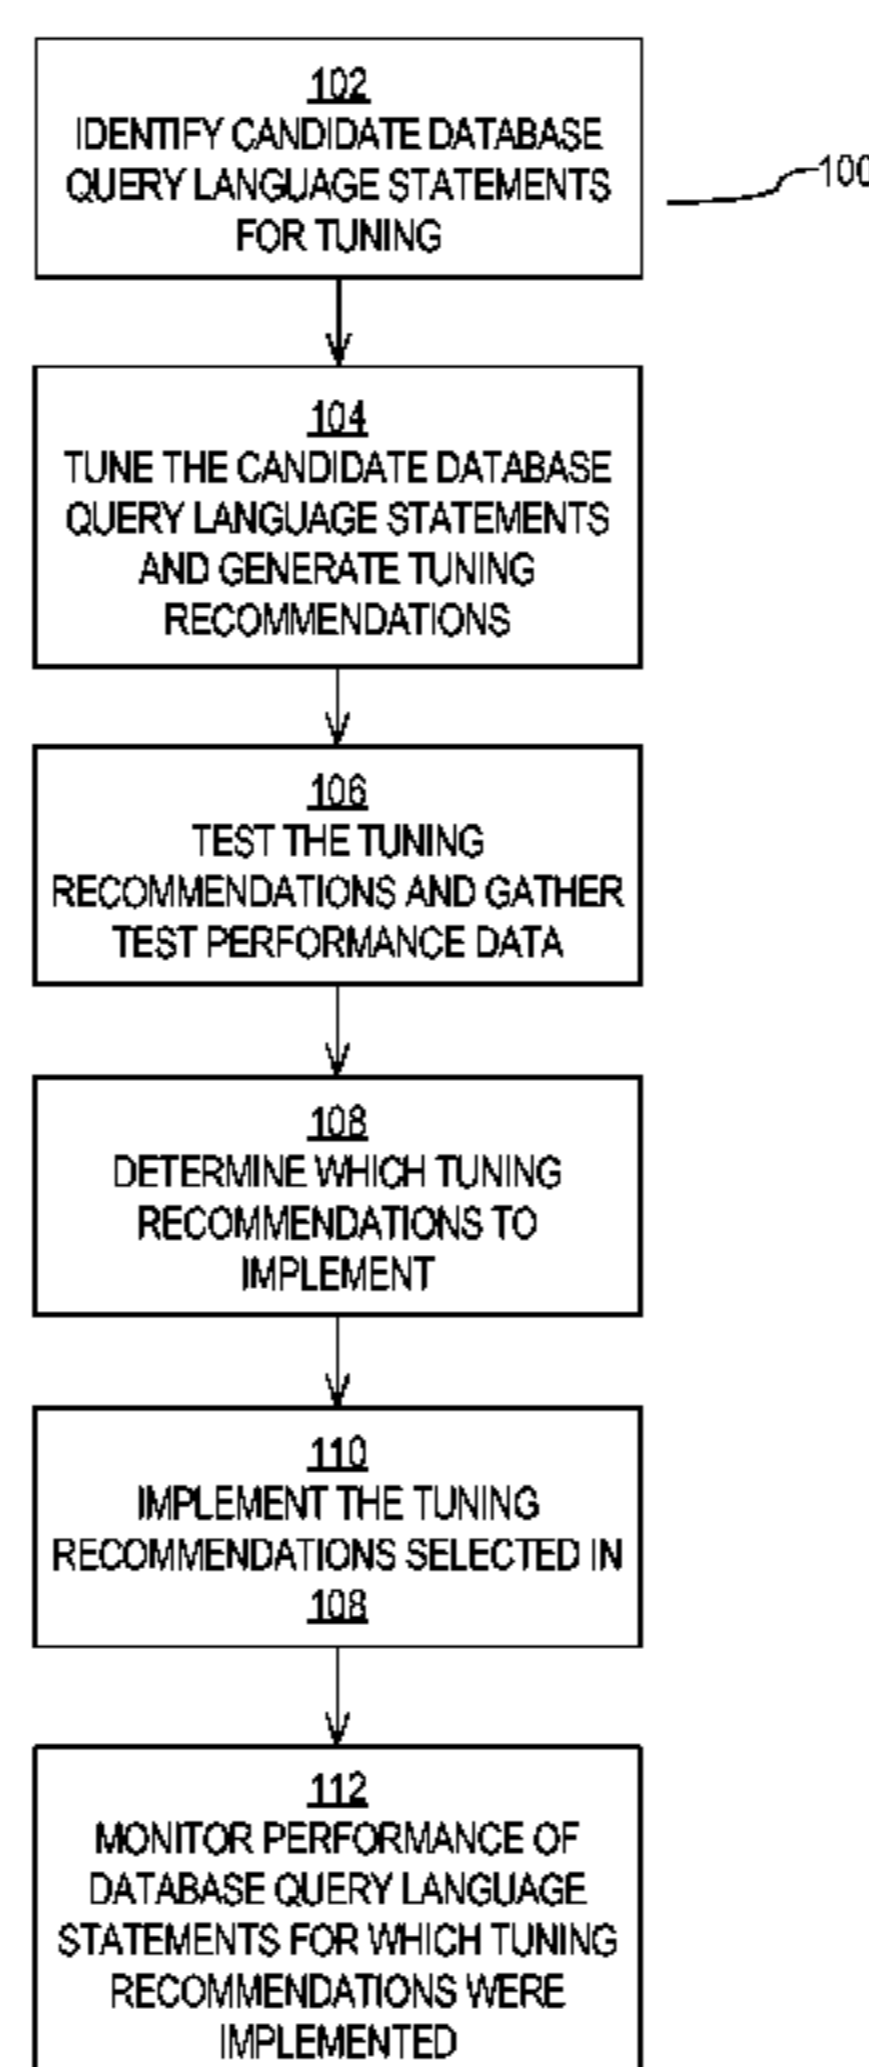 102
IDENTIFY CANDIDATE DATABASE
QUERY LANGUAGE STATEMENTS
FOR TUNING
100
104
TUNE THE CANDIDATE DATABASE
QUERY LANGUAGE STATEMENTS
AND GENERATE TUNING
RECOMMENDATIONS
106
TEST THE TUNING
RECOMMENDATIONS AND GATHER
TEST PERFORMANCE DATA
108
DETERMINE WHICH TUNING
RECOMMENDATIONS TO
IMPLEMENT
110
IMPLEMENT THE TUNING
RECOMMENDATIONS SELECTED IN
108
112
MONITOR PERFORMANCE OF
DATABASE QUERY LANGUAGE
STATEMENTS FOR WHICH TUNING
RECOMMENDATIONS WERE
IMPLEMENTED